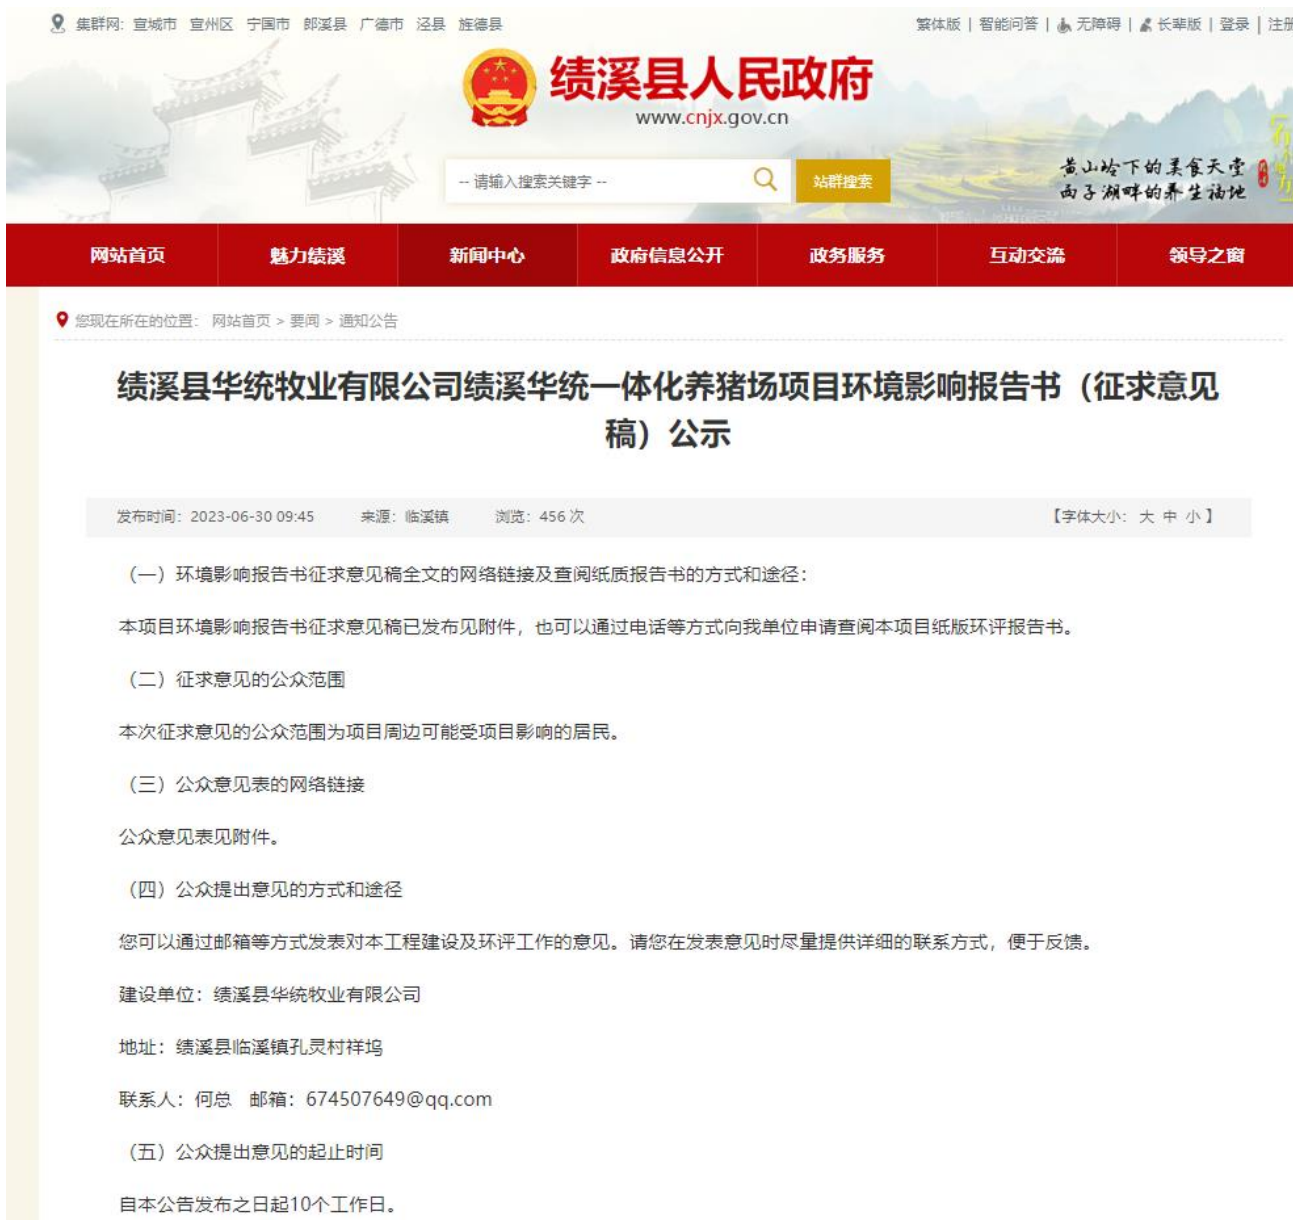 集群网: 宣城市 宣州区 宁国市 郎溪县 广德市 泾县 旌德县
繁体版 | 智能问答 | 无障碍 | 长辈版 | 登录 | 注册
绩溪县人民政府
www.cnjx.gov.cn
-- 请输入搜索关键字 --
站群搜索
黄山岭下的美食天堂
西子湖畔的养生福地
网站首页 魅力绩溪 新闻中心 政府信息公开 政务服务 互动交流 领导之窗
您现在所在的位置: 网站首页 > 要闻 > 通知公告
绩溪县华统牧业有限公司绩溪华统一体化养猪场项目环境影响报告书（征求意见
稿）公示
发布时间：2023-06-30 09:45 来源：临溪镇 浏览：456 次 【字体大小：大 中 小】
（一）环境影响报告书征求意见稿全文的网络链接及查阅纸质报告书的方式和途径：
本项目环境影响报告书征求意见稿已发布见附件，也可以通过电话等方式向我单位申请查阅本项目纸版环评报告书。
（二）征求意见的公众范围
本次征求意见的公众范围为项目周边可能受项目影响的居民。
（三）公众意见表的网络链接
公众意见表见附件。
（四）公众提出意见的方式和途径
您可以通过邮箱等方式发表对本工程建设及环评工作的意见。请您在发表意见时尽量提供详细的联系方式，便于反馈。
建设单位：绩溪县华统牧业有限公司
地址：绩溪县临溪镇孔灵村祥坞
联系人：何总 邮箱：674507649@qq.com
（五）公众提出意见的起止时间
自本公告发布之日起10个工作日。